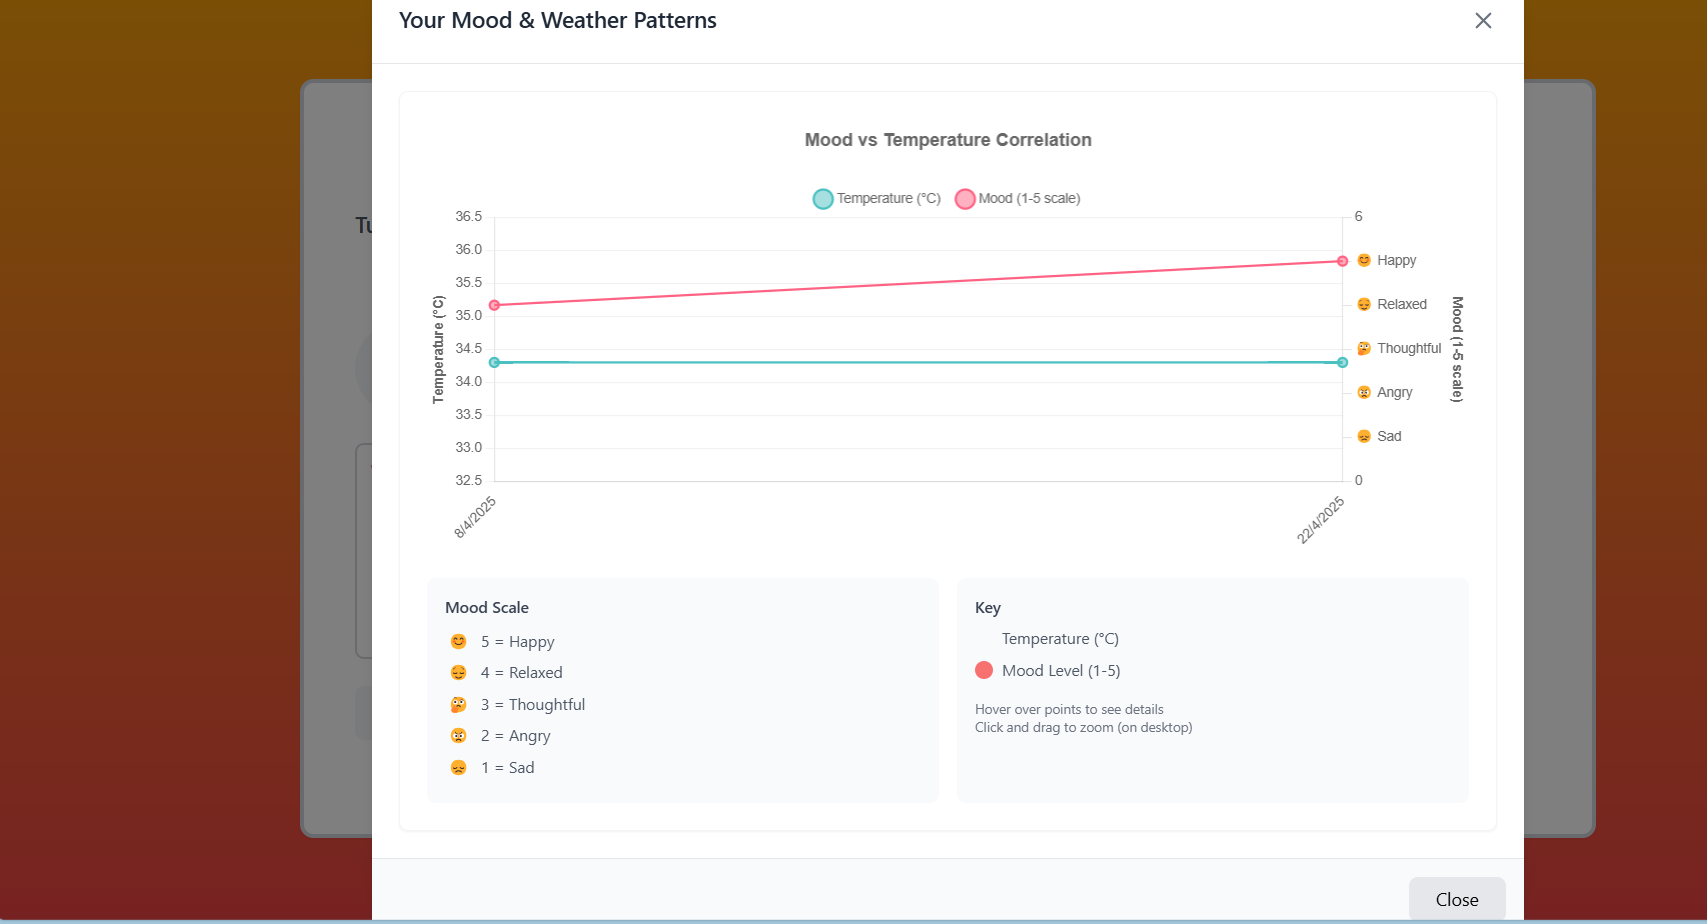 Your Mood & Weather Patterns
Mood vs Temperature Correlation
Temperature (°C)
Mood (1-5 scale)
36.5
36.0
35.5
35.0
34.5
34.0
33.5
33.0
32.5
Temperature (°C)
6
😊 Happy
😌 Relaxed
🤔 Thoughtful
😠 Angry
😞 Sad
0
Mood (1-5 scale)
8/4/2025
22/4/2025
Mood Scale
😊 5 = Happy
😌 4 = Relaxed
🤔 3 = Thoughtful
😠 2 = Angry
😞 1 = Sad
Key
Temperature (°C)
Mood Level (1-5)
Hover over points to see details
Click and drag to zoom (on desktop)
Close